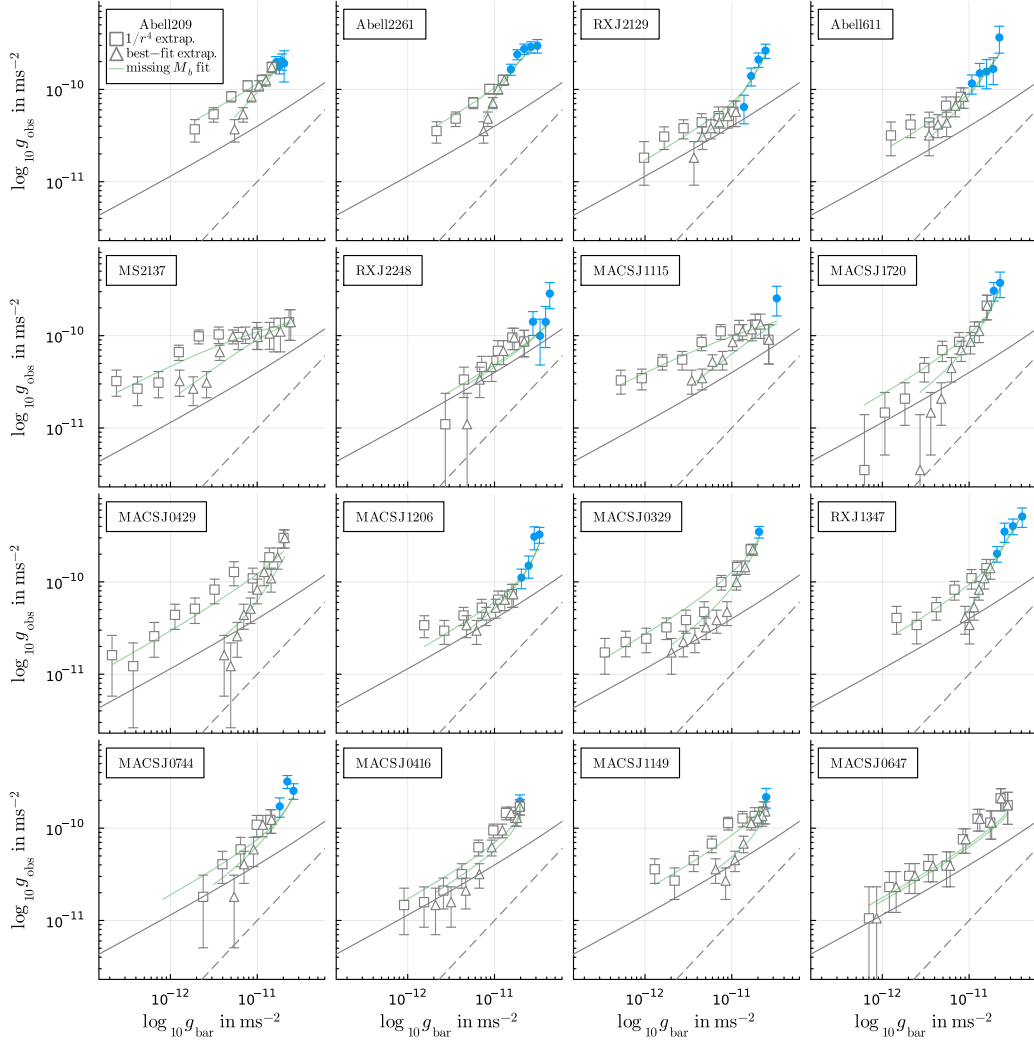 Abell209
1/r⁴ extrap.
best−fit extrap.
missing M_b fit
Abell2261
RXJ2129
Abell611
10⁻¹⁰
10⁻¹¹
log₁₀ g_obs in ms⁻²
MS2137
RXJ2248
MACSJ1115
MACSJ1720
10⁻¹⁰
10⁻¹¹
log₁₀ g_obs in ms⁻²
MACSJ0429
MACSJ1206
MACSJ0329
RXJ1347
10⁻¹⁰
10⁻¹¹
log₁₀ g_obs in ms⁻²
MACSJ0744
MACSJ0416
MACSJ1149
MACSJ0647
10⁻¹⁰
10⁻¹¹
log₁₀ g_obs in ms⁻²
10⁻¹² 10⁻¹¹ 10⁻¹² 10⁻¹¹ 10⁻¹² 10⁻¹¹ 10⁻¹² 10⁻¹¹
log₁₀ g_bar in ms⁻² log₁₀ g_bar in ms⁻² log₁₀ g_bar in ms⁻² log₁₀ g_bar in ms⁻²